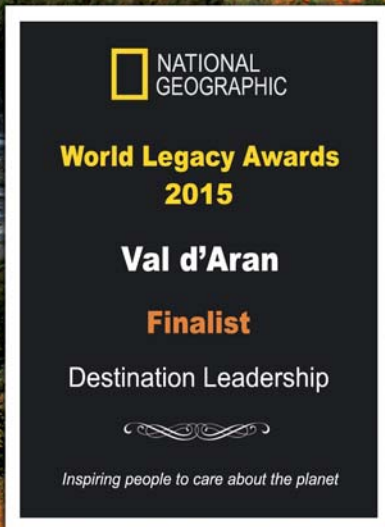 NATIONAL
GEOGRAPHIC
World Legacy Awards
2015
Val d'Aran
Finalist
Destination Leadership
Inspiring people to care about the planet